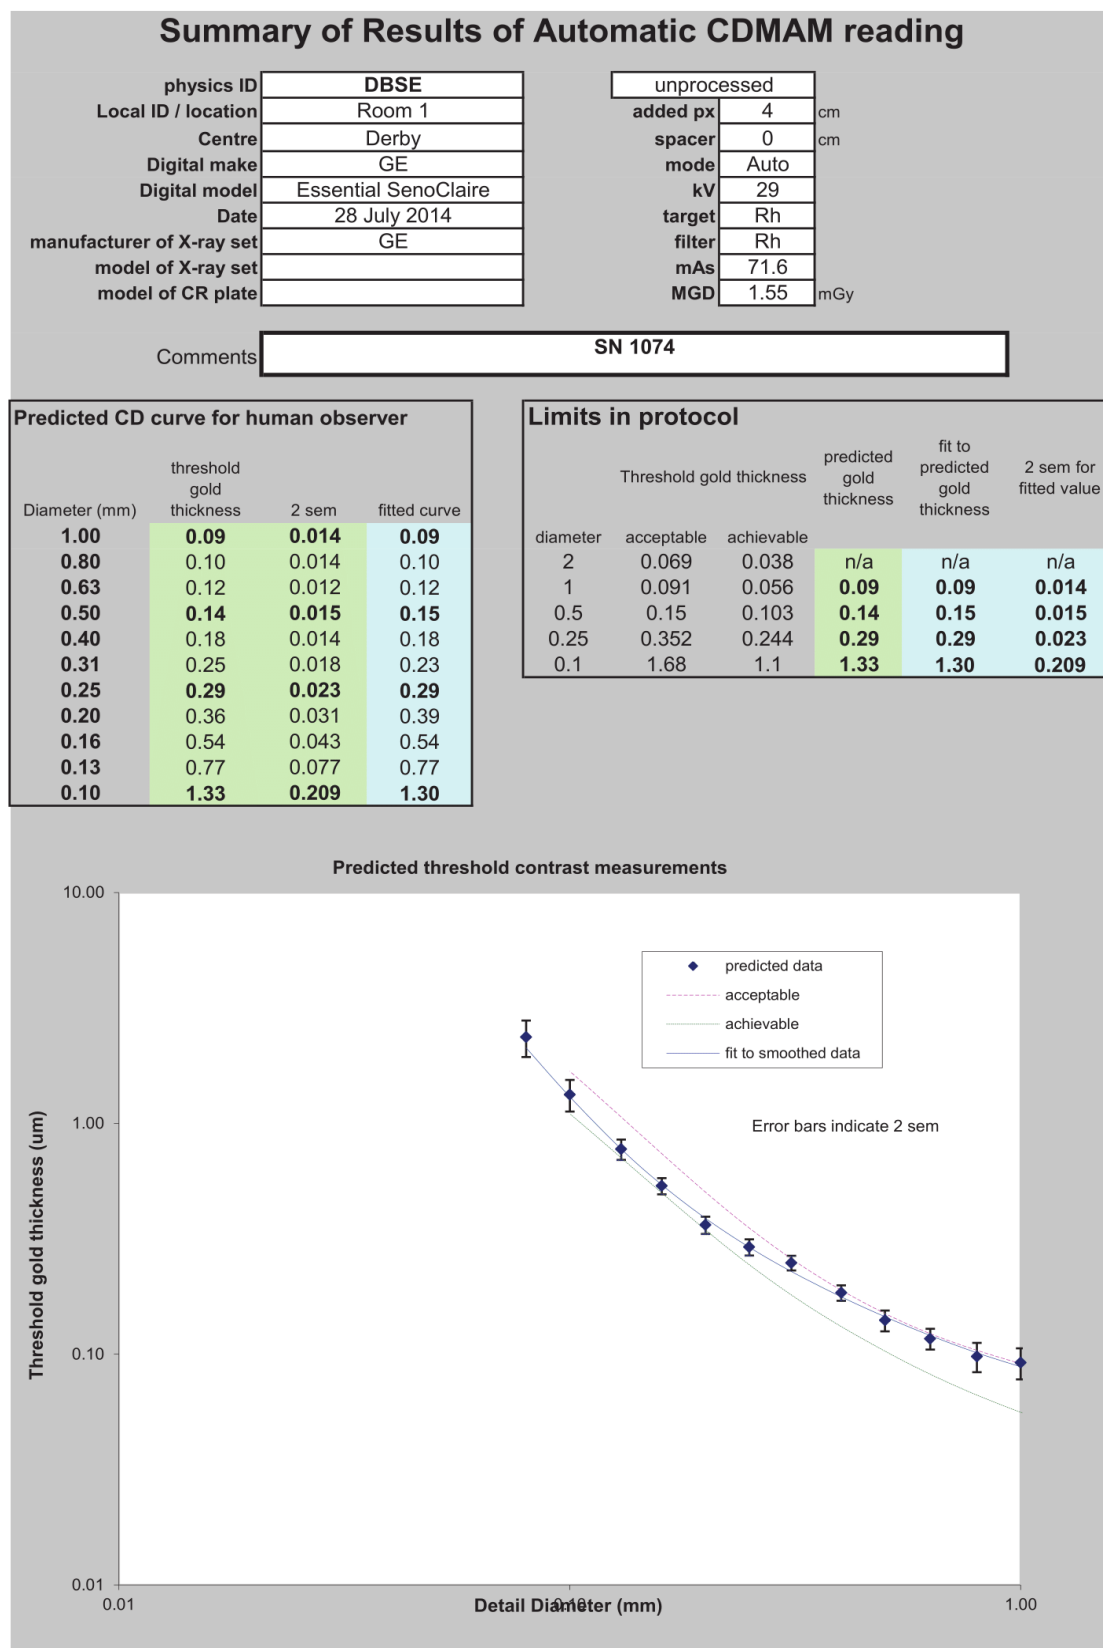 Summary of Results of Automatic CDMAM reading
physics ID DBSE unprocessed
Local ID / location Room 1 added px 4 cm
Centre Derby spacer 0 cm
Digital make GE mode Auto
Digital model Essential SenoClaire kV 29
Date 28 July 2014 target Rh
manufacturer of X-ray set GE filter Rh
model of X-ray set mAs 71.6
model of CR plate MGD 1.55 mGy
Comments SN 1074
Predicted CD curve for human observer
Diameter (mm) threshold gold thickness 2 sem fitted curve
1.00 0.09 0.014 0.09
0.80 0.10 0.014 0.10
0.63 0.12 0.012 0.12
0.50 0.14 0.015 0.15
0.40 0.18 0.014 0.18
0.31 0.25 0.018 0.23
0.25 0.29 0.023 0.29
0.20 0.36 0.031 0.39
0.16 0.54 0.043 0.54
0.13 0.77 0.077 0.77
0.10 1.33 0.209 1.30
Limits in protocol
Threshold gold thickness predicted gold thickness fit to predicted gold thickness 2 sem for fitted value
diameter acceptable achievable
2 0.069 0.038 n/a n/a n/a
1 0.091 0.056 0.09 0.09 0.014
0.5 0.15 0.103 0.14 0.15 0.015
0.25 0.352 0.244 0.29 0.29 0.023
0.1 1.68 1.1 1.33 1.30 0.209
Predicted threshold contrast measurements
10.00
predicted data
acceptable
achievable
fit to smoothed data
1.00
Error bars indicate 2 sem
Threshold gold thickness (um)
0.10
0.01
0.01 0.10 1.00
Detail Diameter (mm)